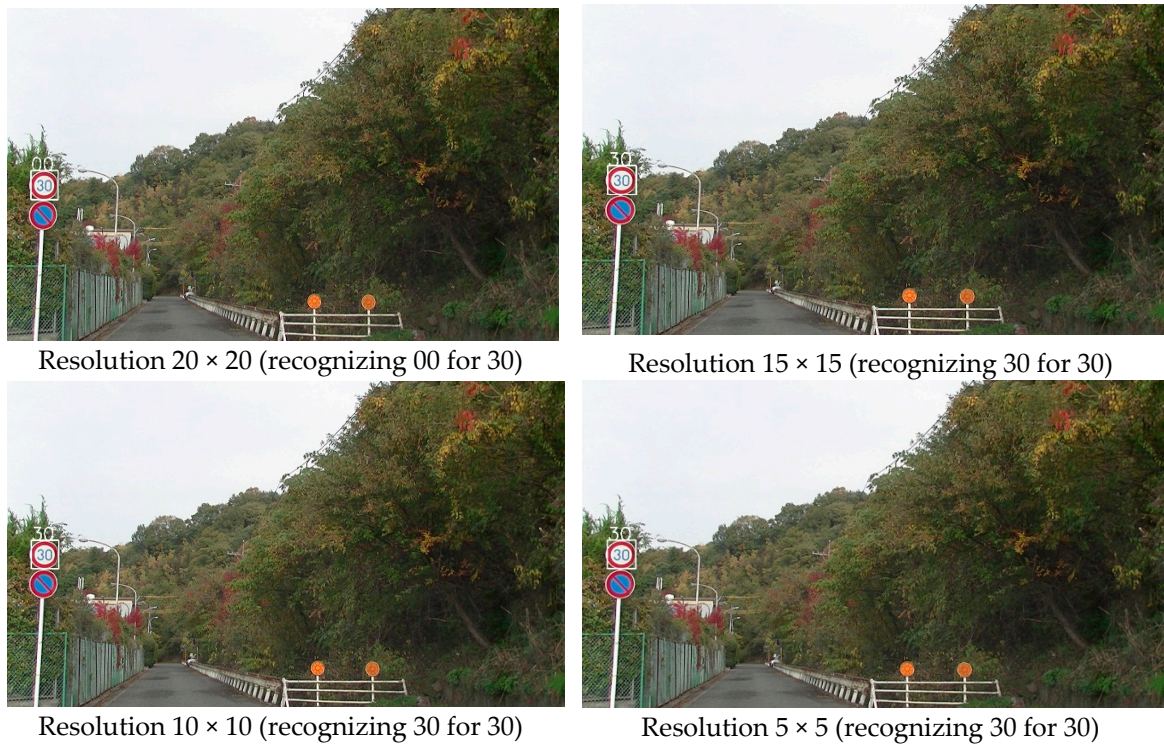 00
30
30
30
Resolution 20 × 20 (recognizing 00 for 30)
Resolution 15 × 15 (recognizing 30 for 30)
30
30
30
30
Resolution 10 × 10 (recognizing 30 for 30)
Resolution 5 × 5 (recognizing 30 for 30)